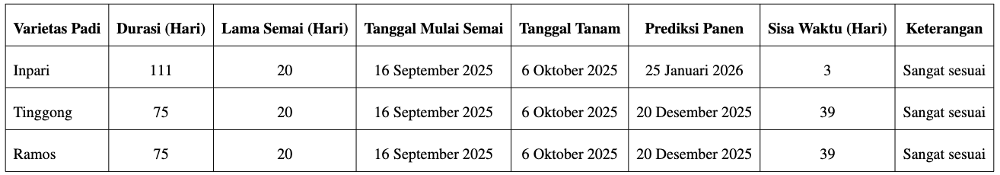 Varietas Padi Durasi (Hari) Lama Semai (Hari) Tanggal Mulai Semai Tanggal Tanam Prediksi Panen Sisa Waktu (Hari) Keterangan
Inpari 111 20 16 September 2025 6 Oktober 2025 25 Januari 2026 3 Sangat sesuai
Tinggong 75 20 16 September 2025 6 Oktober 2025 20 Desember 2025 39 Sangat sesuai
Ramos 75 20 16 September 2025 6 Oktober 2025 20 Desember 2025 39 Sangat sesuai